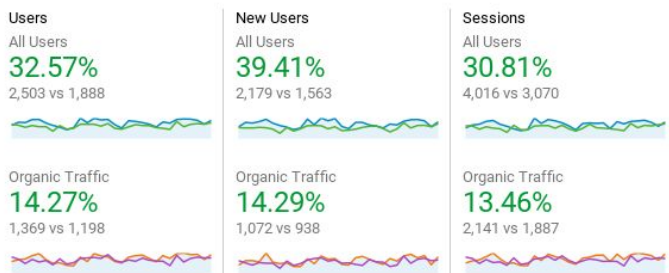 Users
All Users
32.57%
2,503 vs 1,888
Organic Traffic
14.27%
1,369 vs 1,198
New Users
All Users
39.41%
2,179 vs 1,563
Organic Traffic
14.29%
1,072 vs 938
Sessions
All Users
30.81%
4,016 vs 3,070
Organic Traffic
13.46%
2,141 vs 1,887